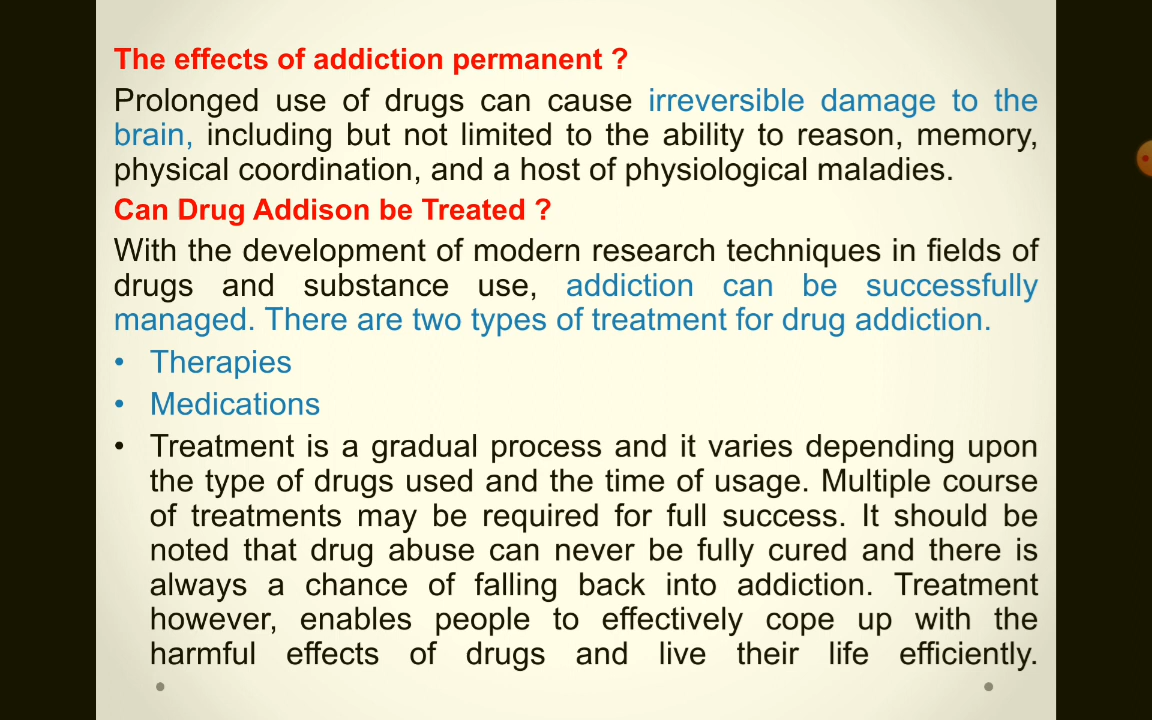 The effects of addiction permanent ?
Prolonged use of drugs can cause irreversible damage to the
brain, including but not limited to the ability to reason, memory,
physical coordination, and a host of physiological maladies.
Can Drug Addison be Treated ?
With the development of modern research techniques in fields of
drugs and substance use, addiction can be successfully
managed. There are two types of treatment for drug addiction.
• Therapies
• Medications
• Treatment is a gradual process and it varies depending upon
the type of drugs used and the time of usage. Multiple course
of treatments may be required for full success. It should be
noted that drug abuse can never be fully cured and there is
always a chance of falling back into addiction. Treatment
however, enables people to effectively cope up with the
harmful effects of drugs and live their life efficiently.